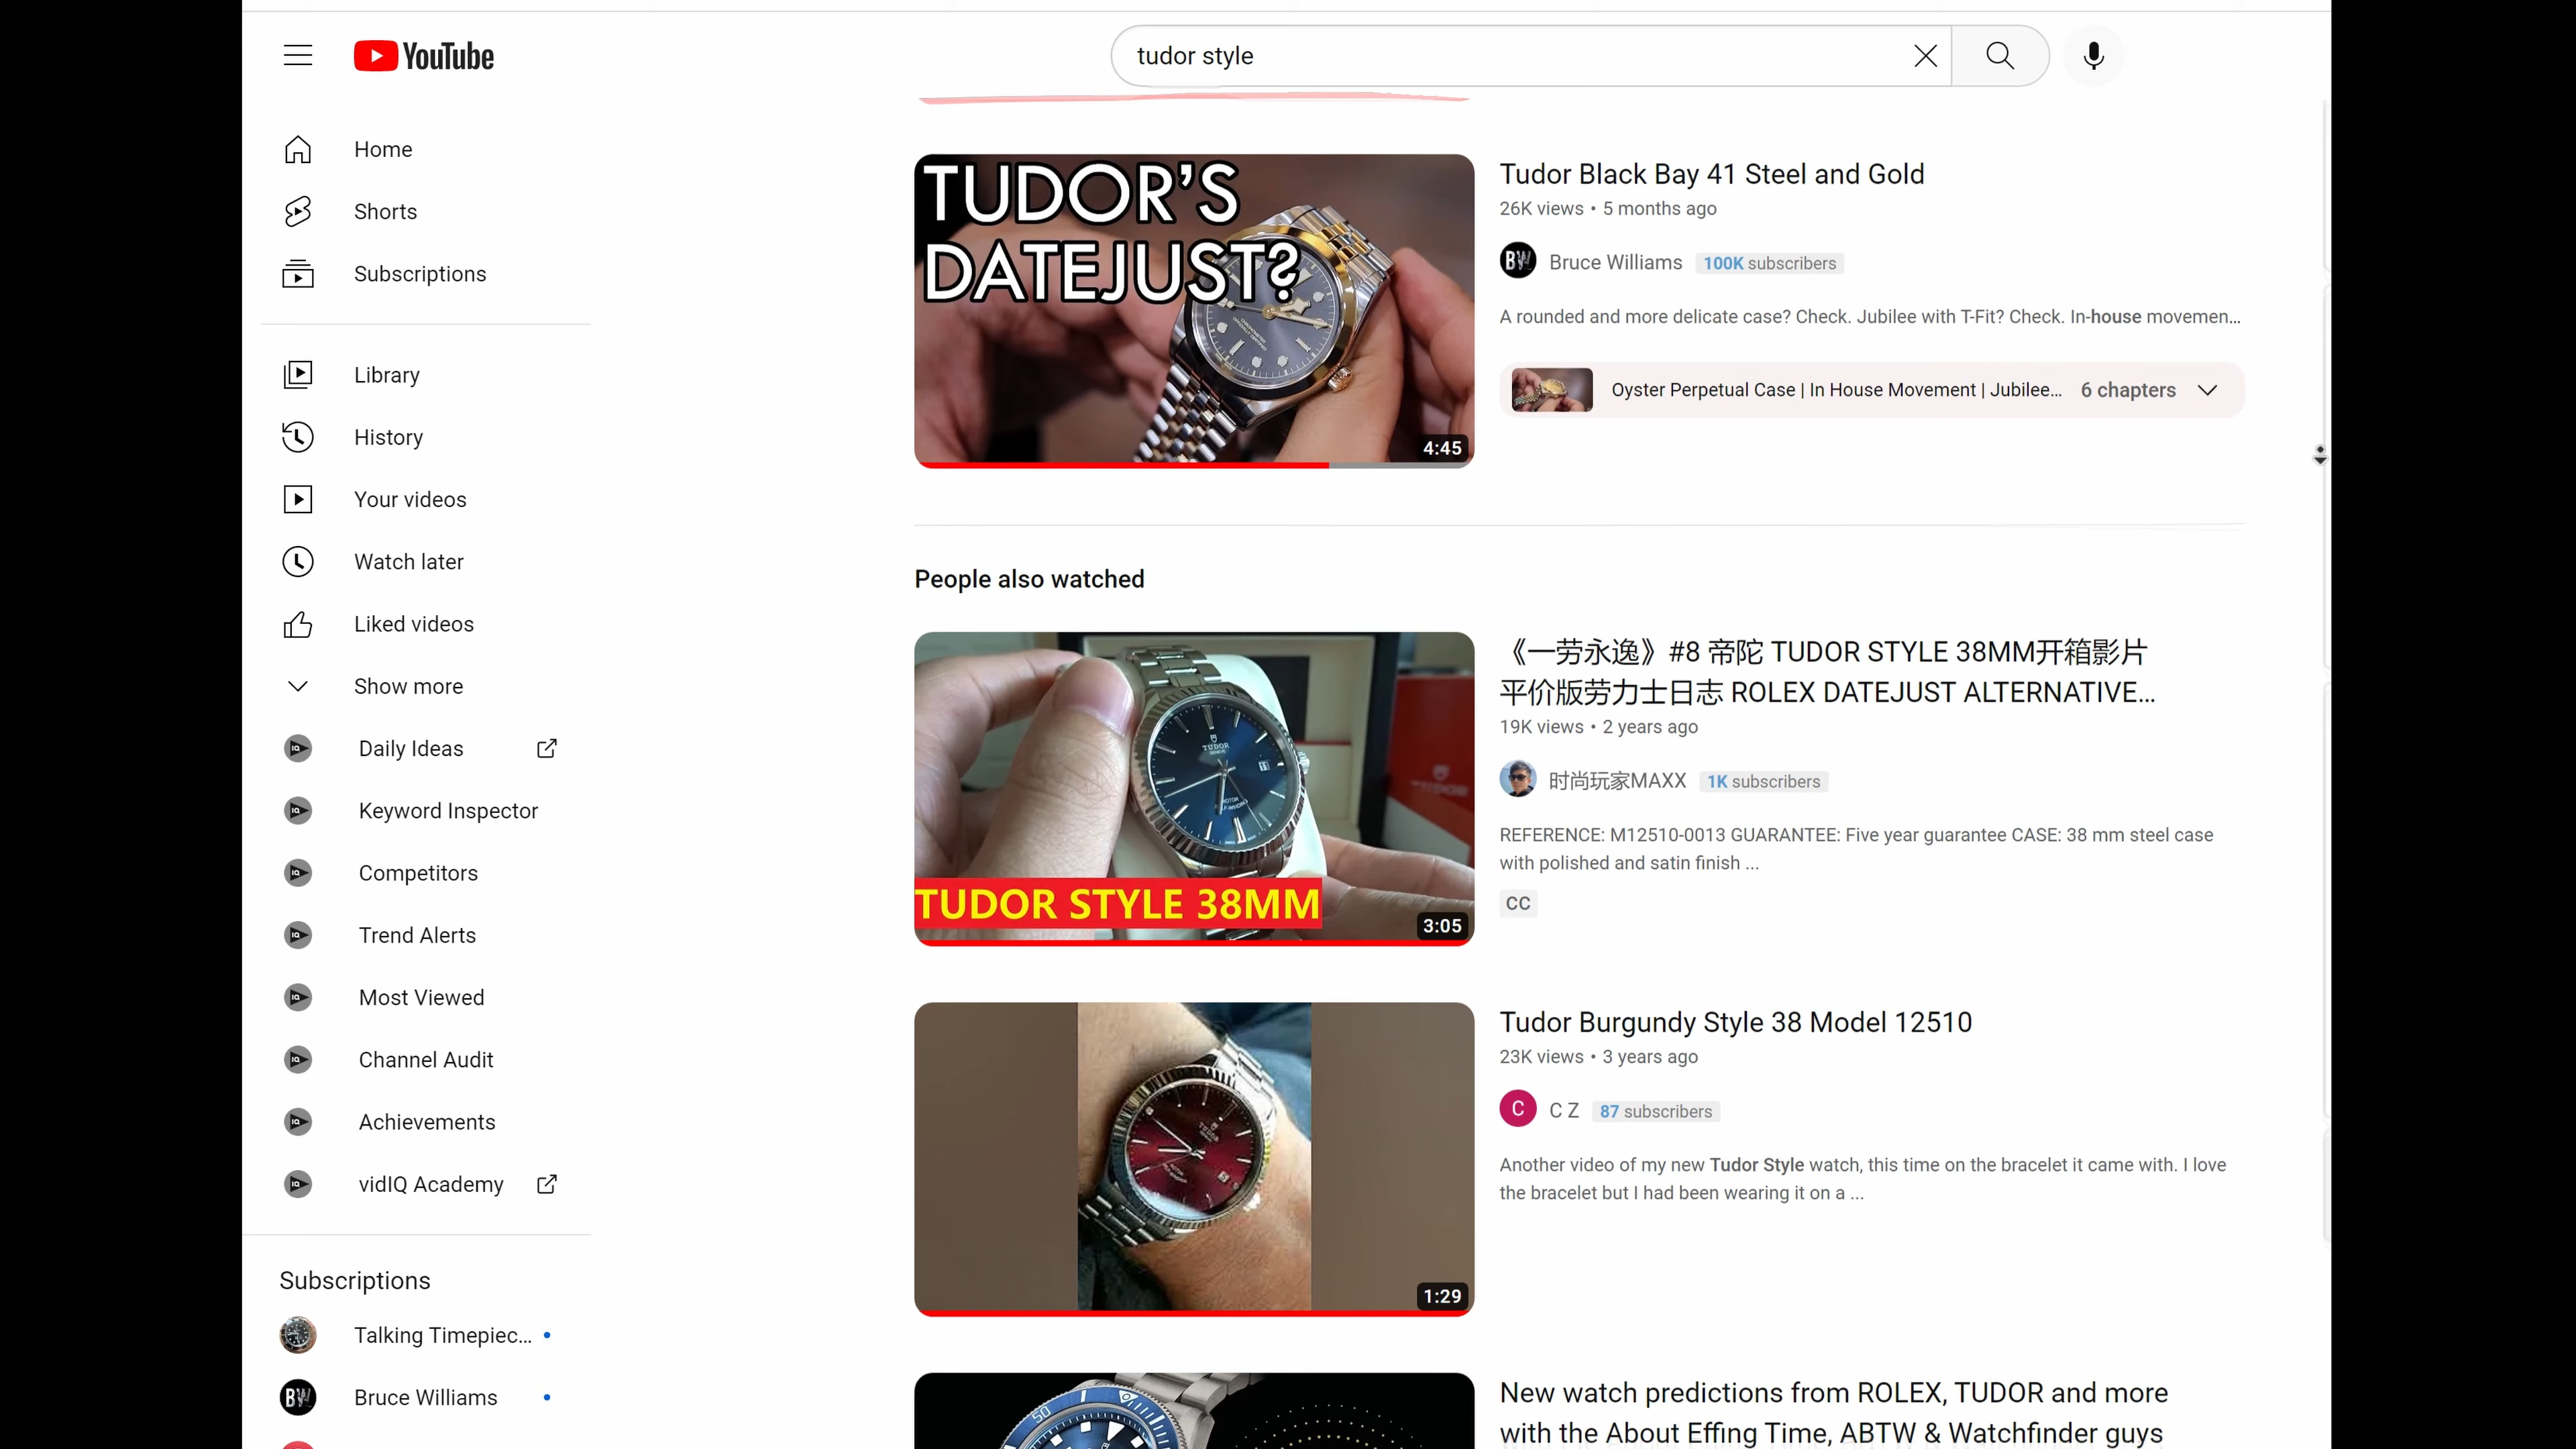 YouTube
tudor style
Home
Shorts
Subscriptions
Library
History
Your videos
Watch later
Liked videos
Show more
Daily Ideas
Keyword Inspector
Competitors
Trend Alerts
Most Viewed
Channel Audit
Achievements
vidIQ Academy
Subscriptions
Talking Timepiec...
BW
Bruce Williams
TUDOR'S
DATEJUST?
4:45
Tudor Black Bay 41 Steel and Gold
26K views • 5 months ago
BW
Bruce Williams
100K subscribers
A rounded and more delicate case? Check. Jubilee with T-Fit? Check. In-house movemen...
Oyster Perpetual Case | In House Movement | Jubilee...
6 chapters
People also watched
TUDOR
TUDOR STYLE 38MM
3:05
《一劳永逸》#8 帝陀 TUDOR STYLE 38MM开箱影片
平价版劳力士日志 ROLEX DATEJUST ALTERNATIVE...
19K views • 2 years ago
时尚玩家MAXX
1K subscribers
REFERENCE: M12510-0013 GUARANTEE: Five year guarantee CASE: 38 mm steel case
with polished and satin finish ...
CC
TUDOR
1:29
Tudor Burgundy Style 38 Model 12510
23K views • 3 years ago
C
C Z
87 subscribers
Another video of my new Tudor Style watch, this time on the bracelet it came with. I love
the bracelet but I had been wearing it on a ...
50
New watch predictions from ROLEX, TUDOR and more
with the About Effing Time, ABTW & Watchfinder guys